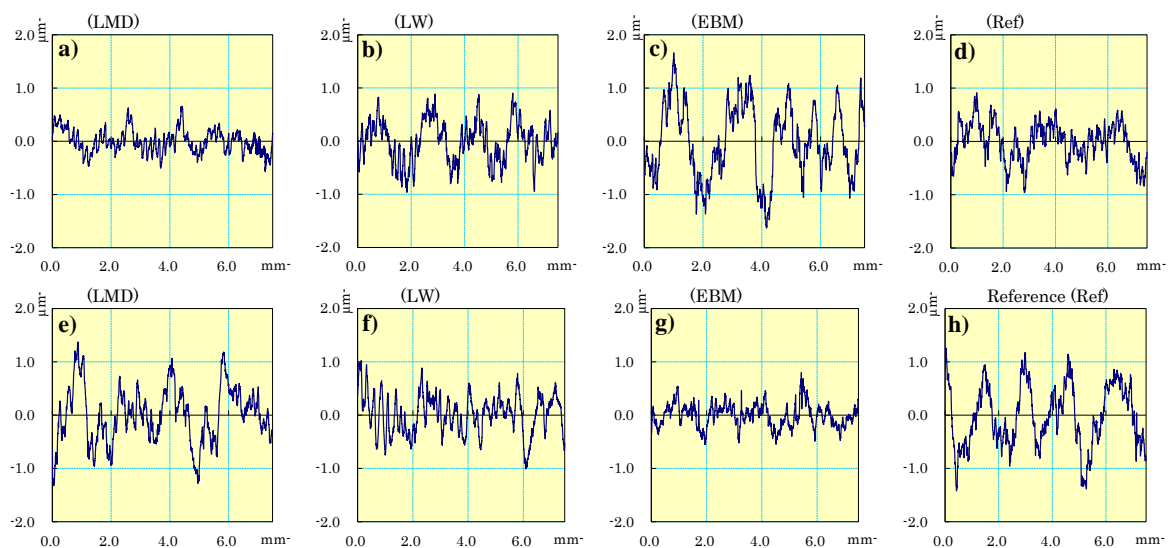 (LMD) (LW) (EBM) (Ref)
μm- μm- μm- μm-
2.0 2.0 2.0 2.0
a) b) c) d)
1.0 1.0 1.0 1.0
0.0 0.0 0.0 0.0
-1.0 -1.0 -1.0 -1.0
-2.0 -2.0 -2.0 -2.0
0.0 2.0 4.0 6.0 mm- 0.0 2.0 4.0 6.0 mm- 0.0 2.0 4.0 6.0 mm- 0.0 2.0 4.0 6.0 mm-
(LMD) (LW) (EBM) Reference (Ref)
μm- μm- μm- μm-
2.0 2.0 2.0 2.0
e) f) g) h)
1.0 1.0 1.0 1.0
0.0 0.0 0.0 0.0
-1.0 -1.0 -1.0 -1.0
-2.0 -2.0 -2.0 -2.0
0.0 2.0 4.0 6.0 mm- 0.0 2.0 4.0 6.0 mm- 0.0 2.0 4.0 6.0 mm- 0.0 2.0 4.0 6.0 mm-